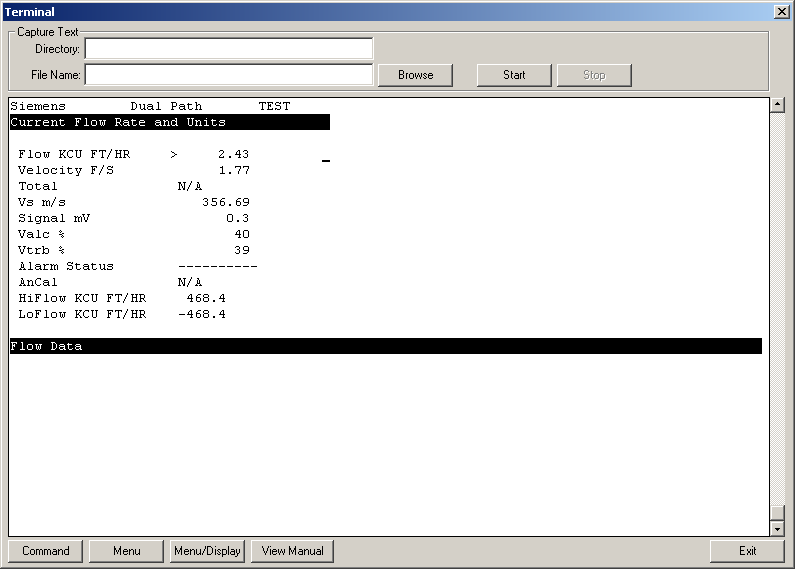 Terminal
Capture Text
Directory:
File Name:
Browse
Start
Stop
Siemens Dual Path TEST
Current Flow Rate and Units
Flow KCU FT/HR > 2.43
Velocity F/S 1.77
Total N/A
Vs m/s 356.69
Signal mV 0.3
Valc % 40
Vtrb % 39
Alarm Status ----------
AnCal N/A
HiFlow KCU FT/HR 468.4
LoFlow KCU FT/HR -468.4
Flow Data
Command
Menu
Menu/Display
View Manual
Exit